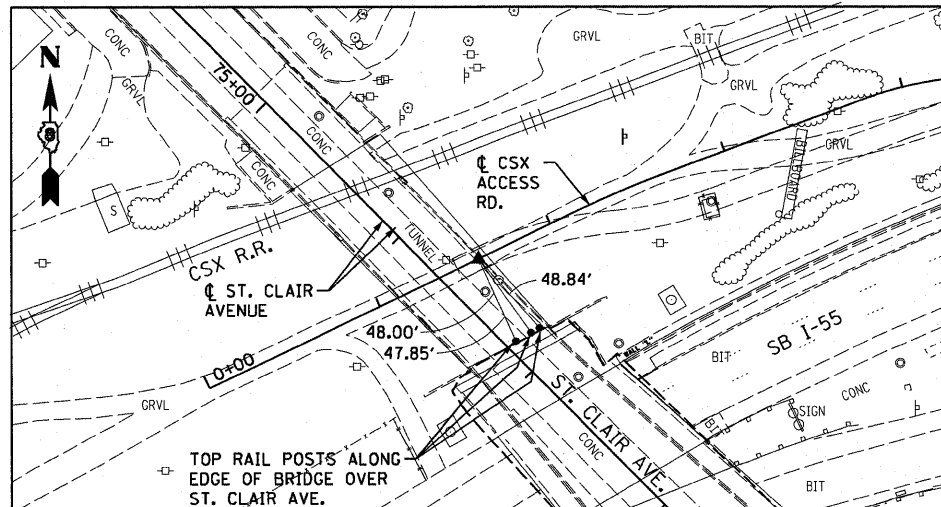 CONC
CONC
GRVL
BIT
N
GRVL
75+00
GRVL
CONC
CONC
℄ CSX
ACCESS
RD.
GRVL
BILLBOARD
S
TUNNEL
CSX R.R.
℄ ST. CLAIR
AVENUE
48.84'
48.00'
47.85'
0+00
WALL
SB I-55
BIT
GRVL
ST. CLAIR AVE.
CONC
CONC
BIT
SIGN
TOP RAIL POSTS ALONG
EDGE OF BRIDGE OVER
ST. CLAIR AVE.
GRVL
BIT